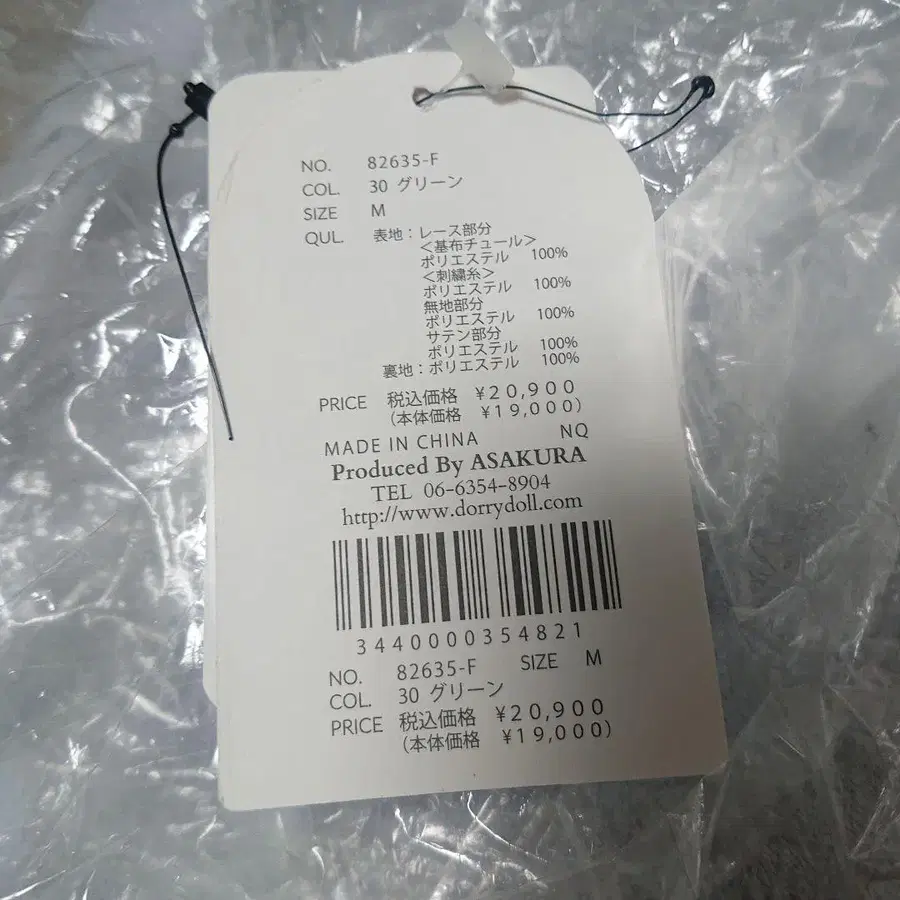 NO. 82635-F
COL. 30 グリーン
SIZE M
QUL. 表地：レース部分
＜基布チュール＞
ポリエステル 100%
＜刺繍糸＞
ポリエステル 100%
無地部分
ポリエステル 100%
サテン部分
ポリエステル 100%
裏地：ポリエステル 100%
PRICE 税込価格 ¥20,900
（本体価格 ¥19,000）
MADE IN CHINA NQ
Produced By ASAKURA
TEL 06-6354-8904
http://www.dorrydoll.com
3440000354821
NO. 82635-F SIZE M
COL. 30 グリーン
PRICE 税込価格 ¥20,900
（本体価格 ¥19,000）